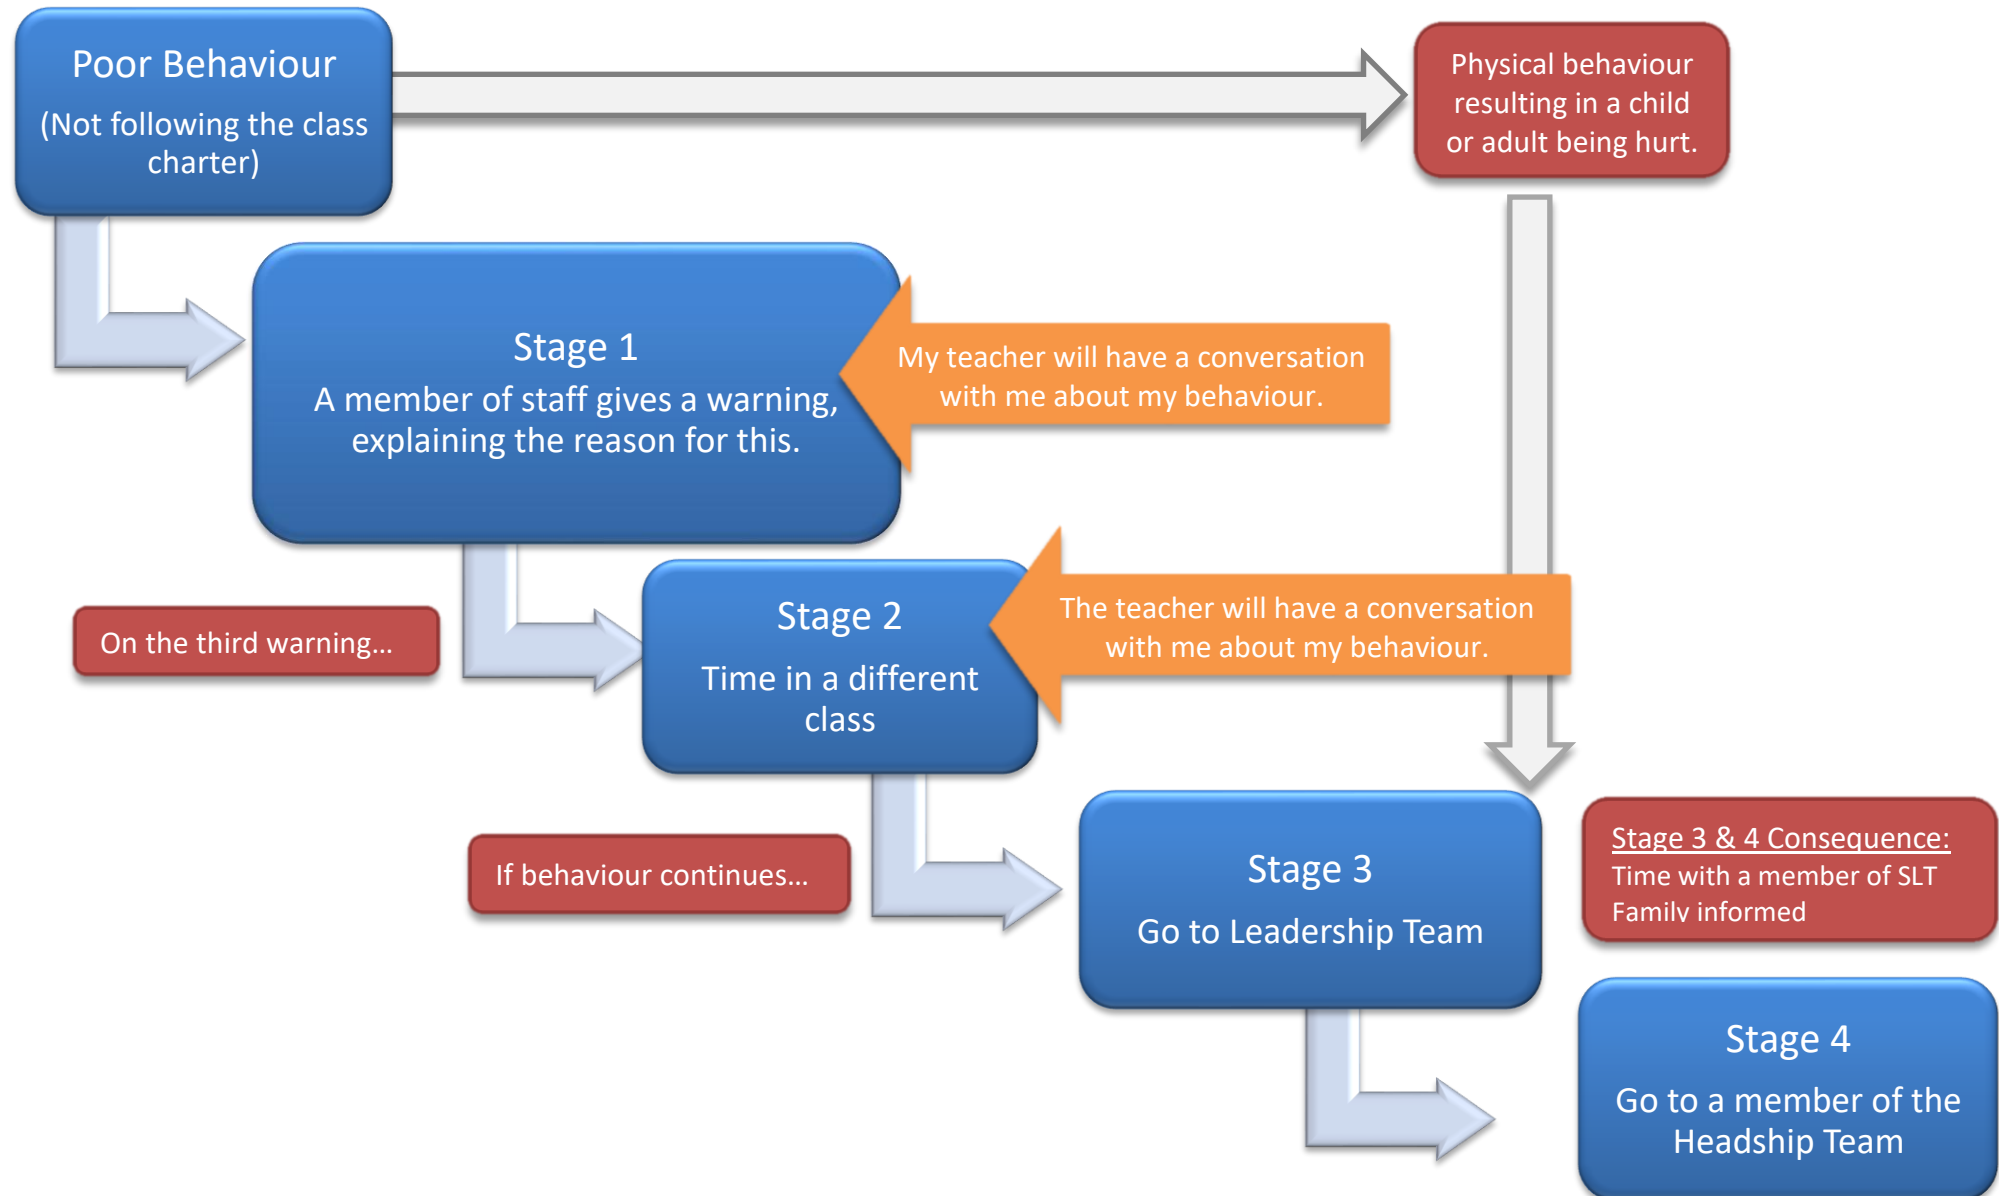 Poor Behaviour
(Not following the class
charter)
Physical behaviour
resulting in a child
or adult being hurt.
Stage 1
A member of staff gives a warning,
explaining the reason for this.
My teacher will have a conversation
with me about my behaviour.
On the third warning…
Stage 2
Time in a different
class
The teacher will have a conversation
with me about my behaviour.
If behaviour continues…
Stage 3
Go to Leadership Team
Stage 3 & 4 Consequence:
Time with a member of SLT
Family informed
Stage 4
Go to a member of the
Headship Team